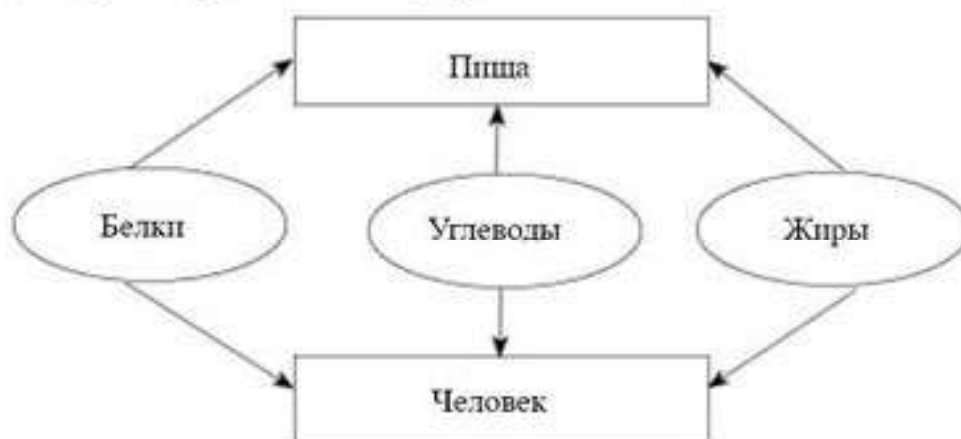 Пища
Белки
Углеводы
Жиры
Человек